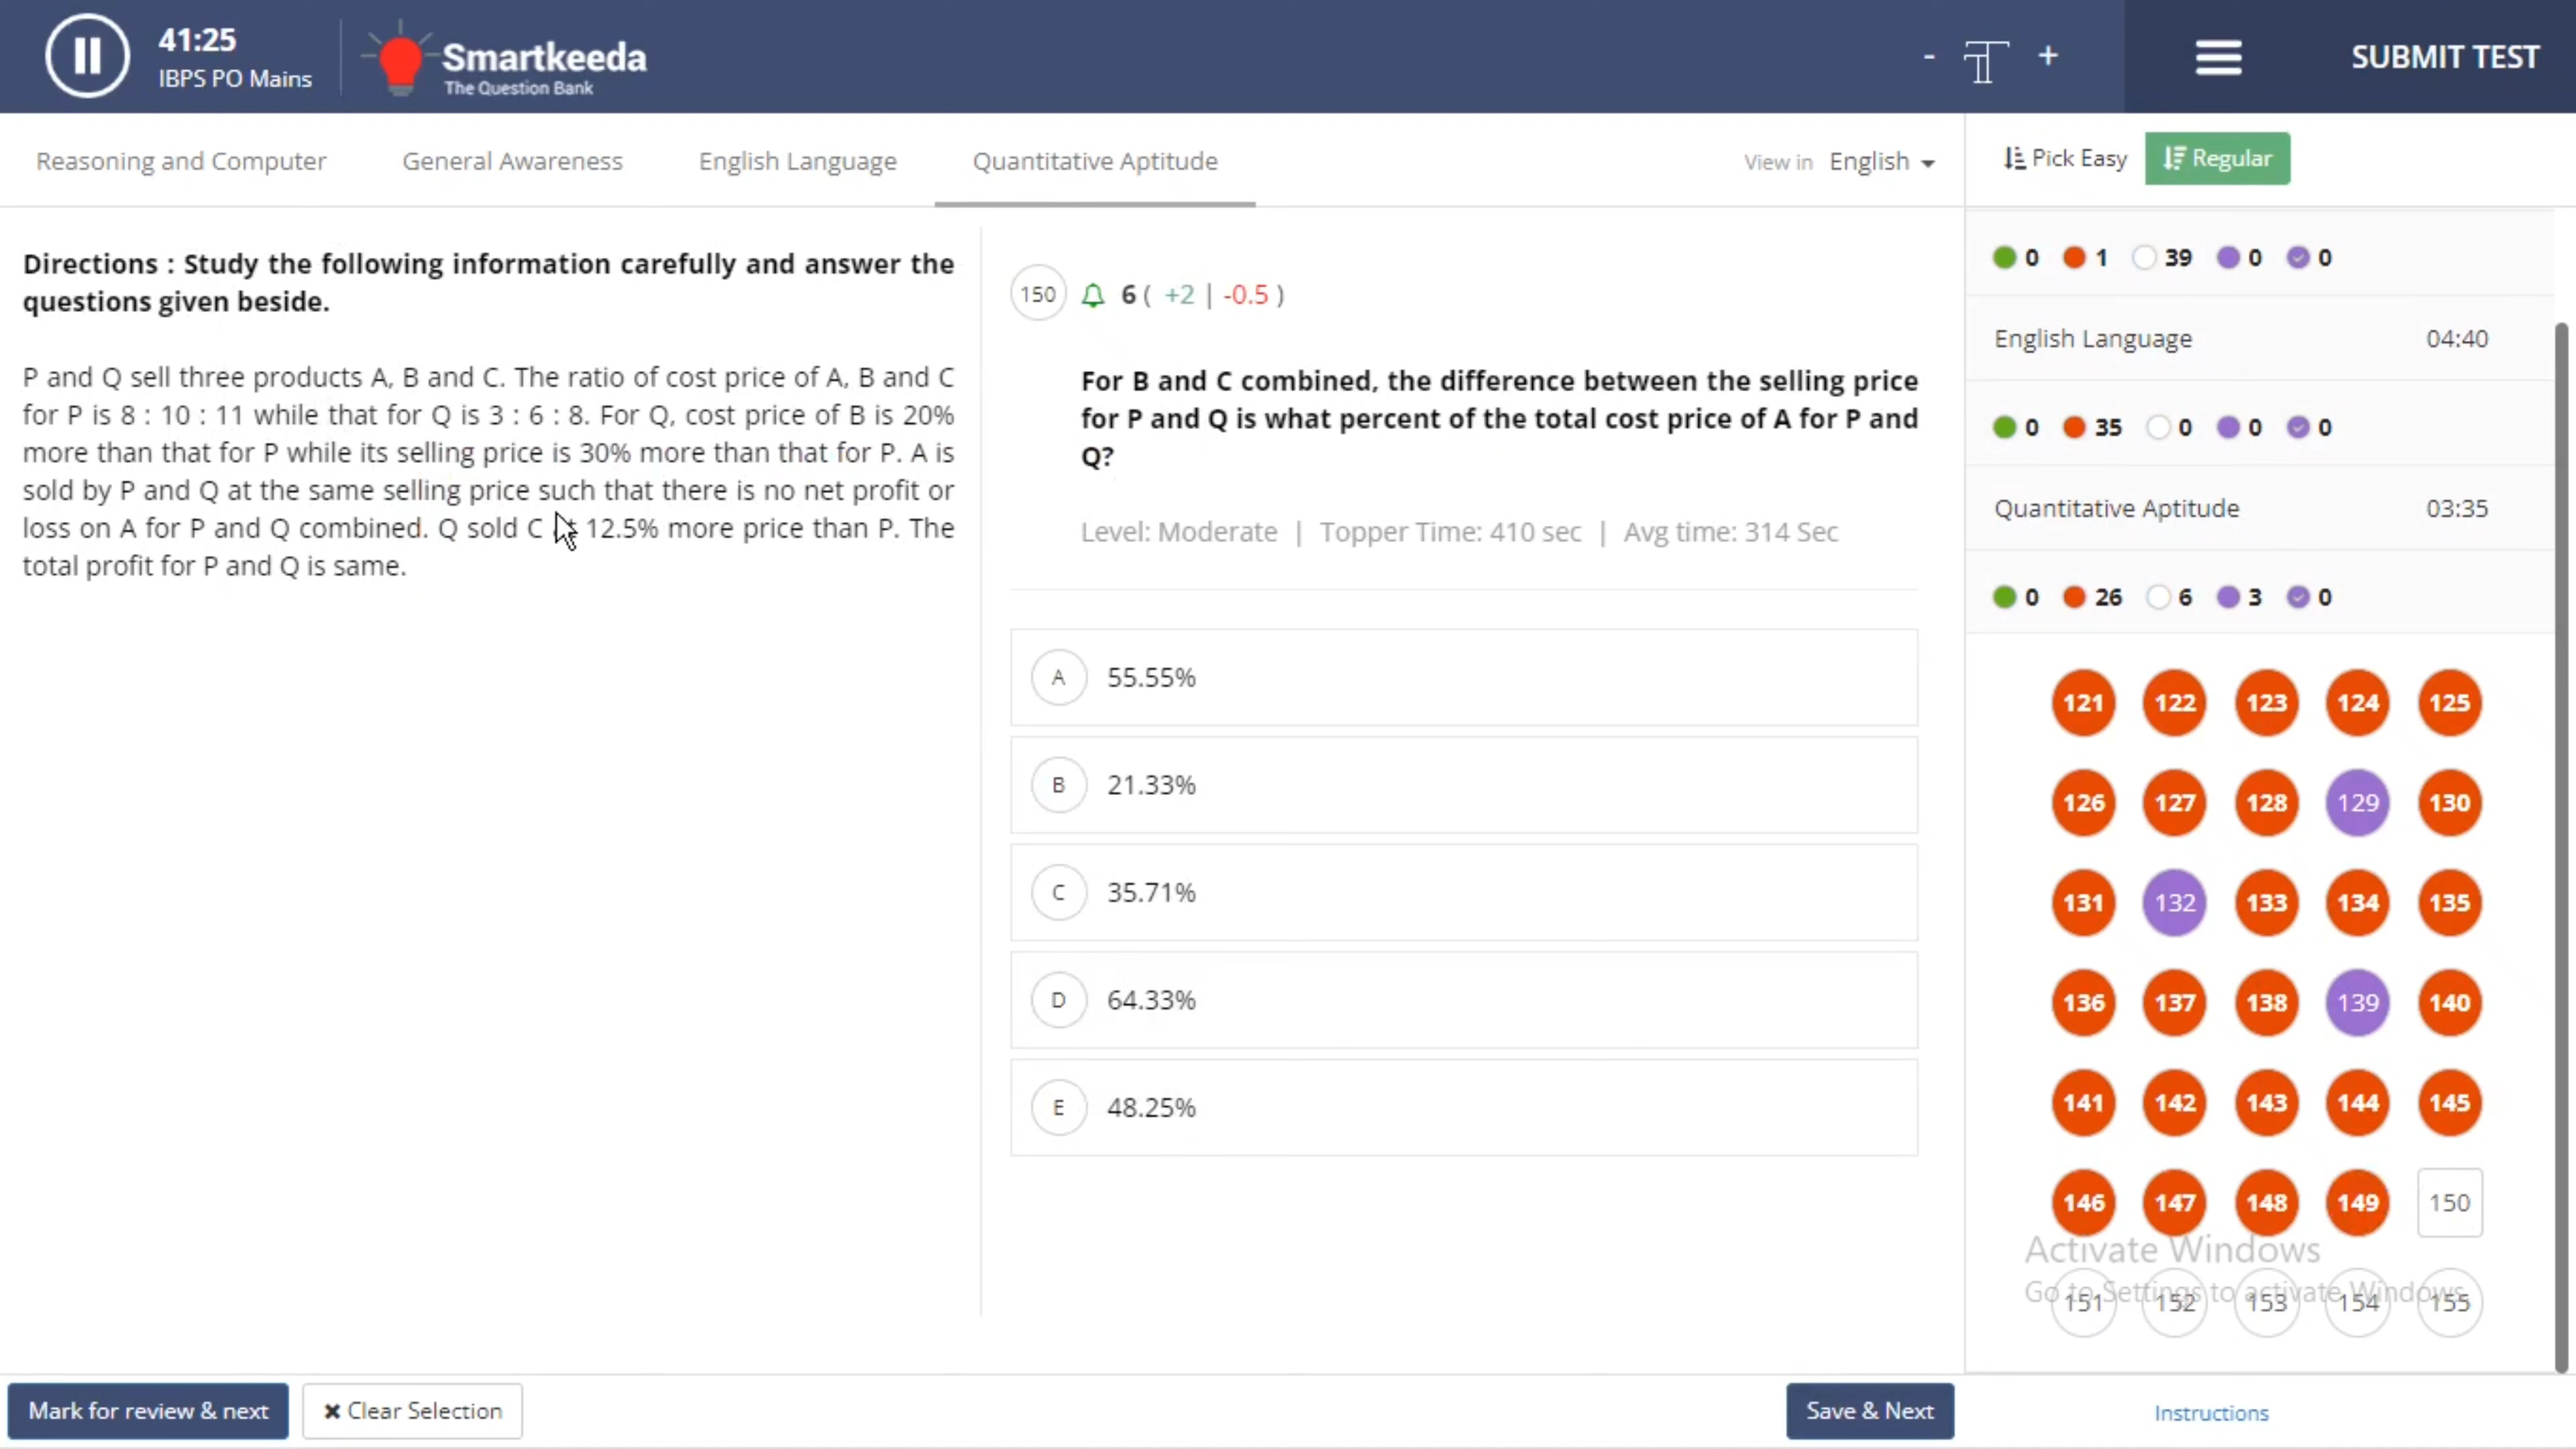 41:25
IBPS PO Mains
Smartkeeda
The Question Bank
- T +
SUBMIT TEST
Reasoning and Computer
General Awareness
English Language
Quantitative Aptitude
View in English
Pick Easy
Regular
Directions : Study the following information carefully and answer the
questions given beside.
P and Q sell three products A, B and C. The ratio of cost price of A, B and C
for P is 8 : 10 : 11 while that for Q is 3 : 6 : 8. For Q, cost price of B is 20%
more than that for P while its selling price is 30% more than that for P. A is
sold by P and Q at the same selling price such that there is no net profit or
loss on A for P and Q combined. Q sold C 12.5% more price than P. The
total profit for P and Q is same.
150 6 ( +2 | -0.5 )
For B and C combined, the difference between the selling price
for P and Q is what percent of the total cost price of A for P and
Q?
Level: Moderate | Topper Time: 410 sec | Avg time: 314 Sec
A 55.55%
B 21.33%
C 35.71%
D 64.33%
E 48.25%
0 1 39 0 0
English Language 04:40
0 35 0 0 0
Quantitative Aptitude 03:35
0 26 6 3 0
121 122 123 124 125
126 127 128 129 130
131 132 133 134 135
136 137 138 139 140
141 142 143 144 145
146 147 148 149 150
Activate Windows
Go to Settings to activate Windows.
151 152 153 154 155
Mark for review & next
Clear Selection
Save & Next
Instructions